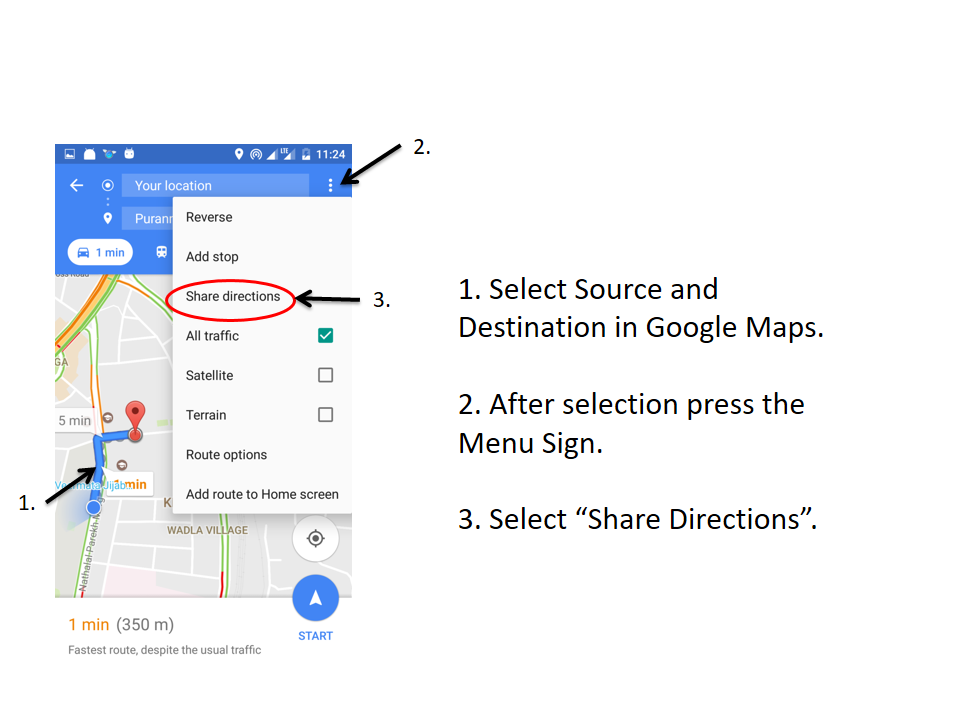 2.
11:24
Your location
Puran
1 min
Reverse
Add stop
Share directions
3.
All traffic
Satellite
Terrain
Route options
Add route to Home screen
5 min
1 min
1.
WADLA VILLAGE
Nathalal Parekh
1 min (350 m)
Fastest route, despite the usual traffic
START
1. Select Source and
Destination in Google Maps.
2. After selection press the
Menu Sign.
3. Select “Share Directions”.